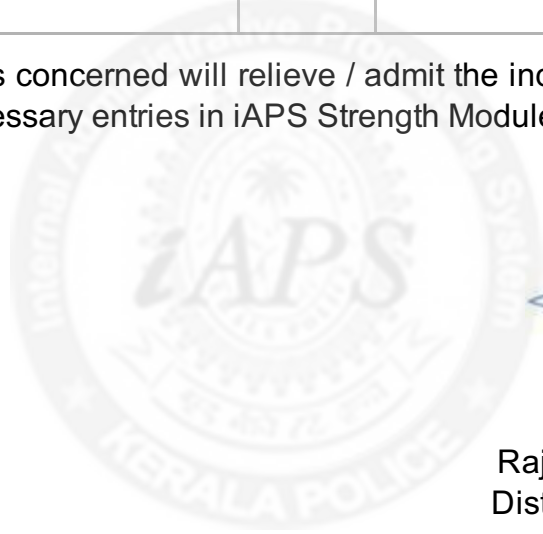 s concerned will relieve / admit the inc
essary entries in iAPS Strength Module
Internal Administrative Processing System
iAPS
KERALA POLICE
Raj
Dist